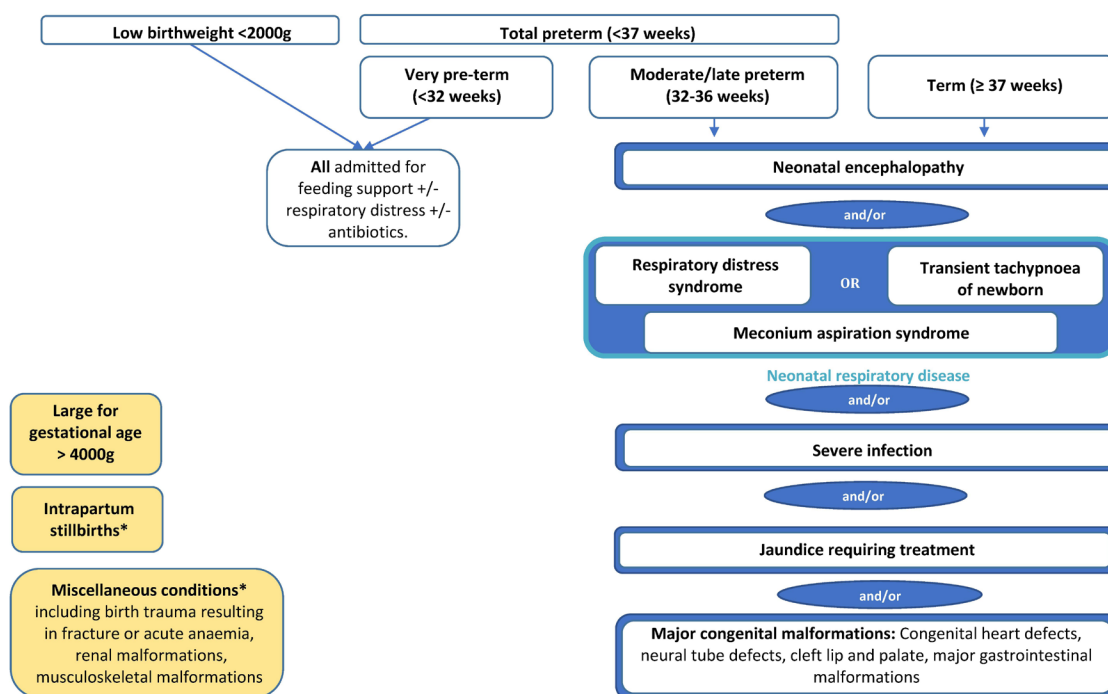 Low birthweight <2000g
Total preterm (<37 weeks)
Very pre-term
(<32 weeks)
Moderate/late preterm
(32-36 weeks)
Term (≥ 37 weeks)
All admitted for
feeding support +/-
respiratory distress +/-
antibiotics.
Neonatal encephalopathy
and/or
Respiratory distress
syndrome
OR
Transient tachypnoea
of newborn
Meconium aspiration syndrome
Neonatal respiratory disease
and/or
Severe infection
and/or
Jaundice requiring treatment
and/or
Major congenital malformations: Congenital heart defects,
neural tube defects, cleft lip and palate, major gastrointestinal
malformations
Large for
gestational age
> 4000g
Intrapartum
stillbirths*
Miscellaneous conditions*
including birth trauma resulting
in fracture or acute anaemia,
renal malformations,
musculoskeletal malformations